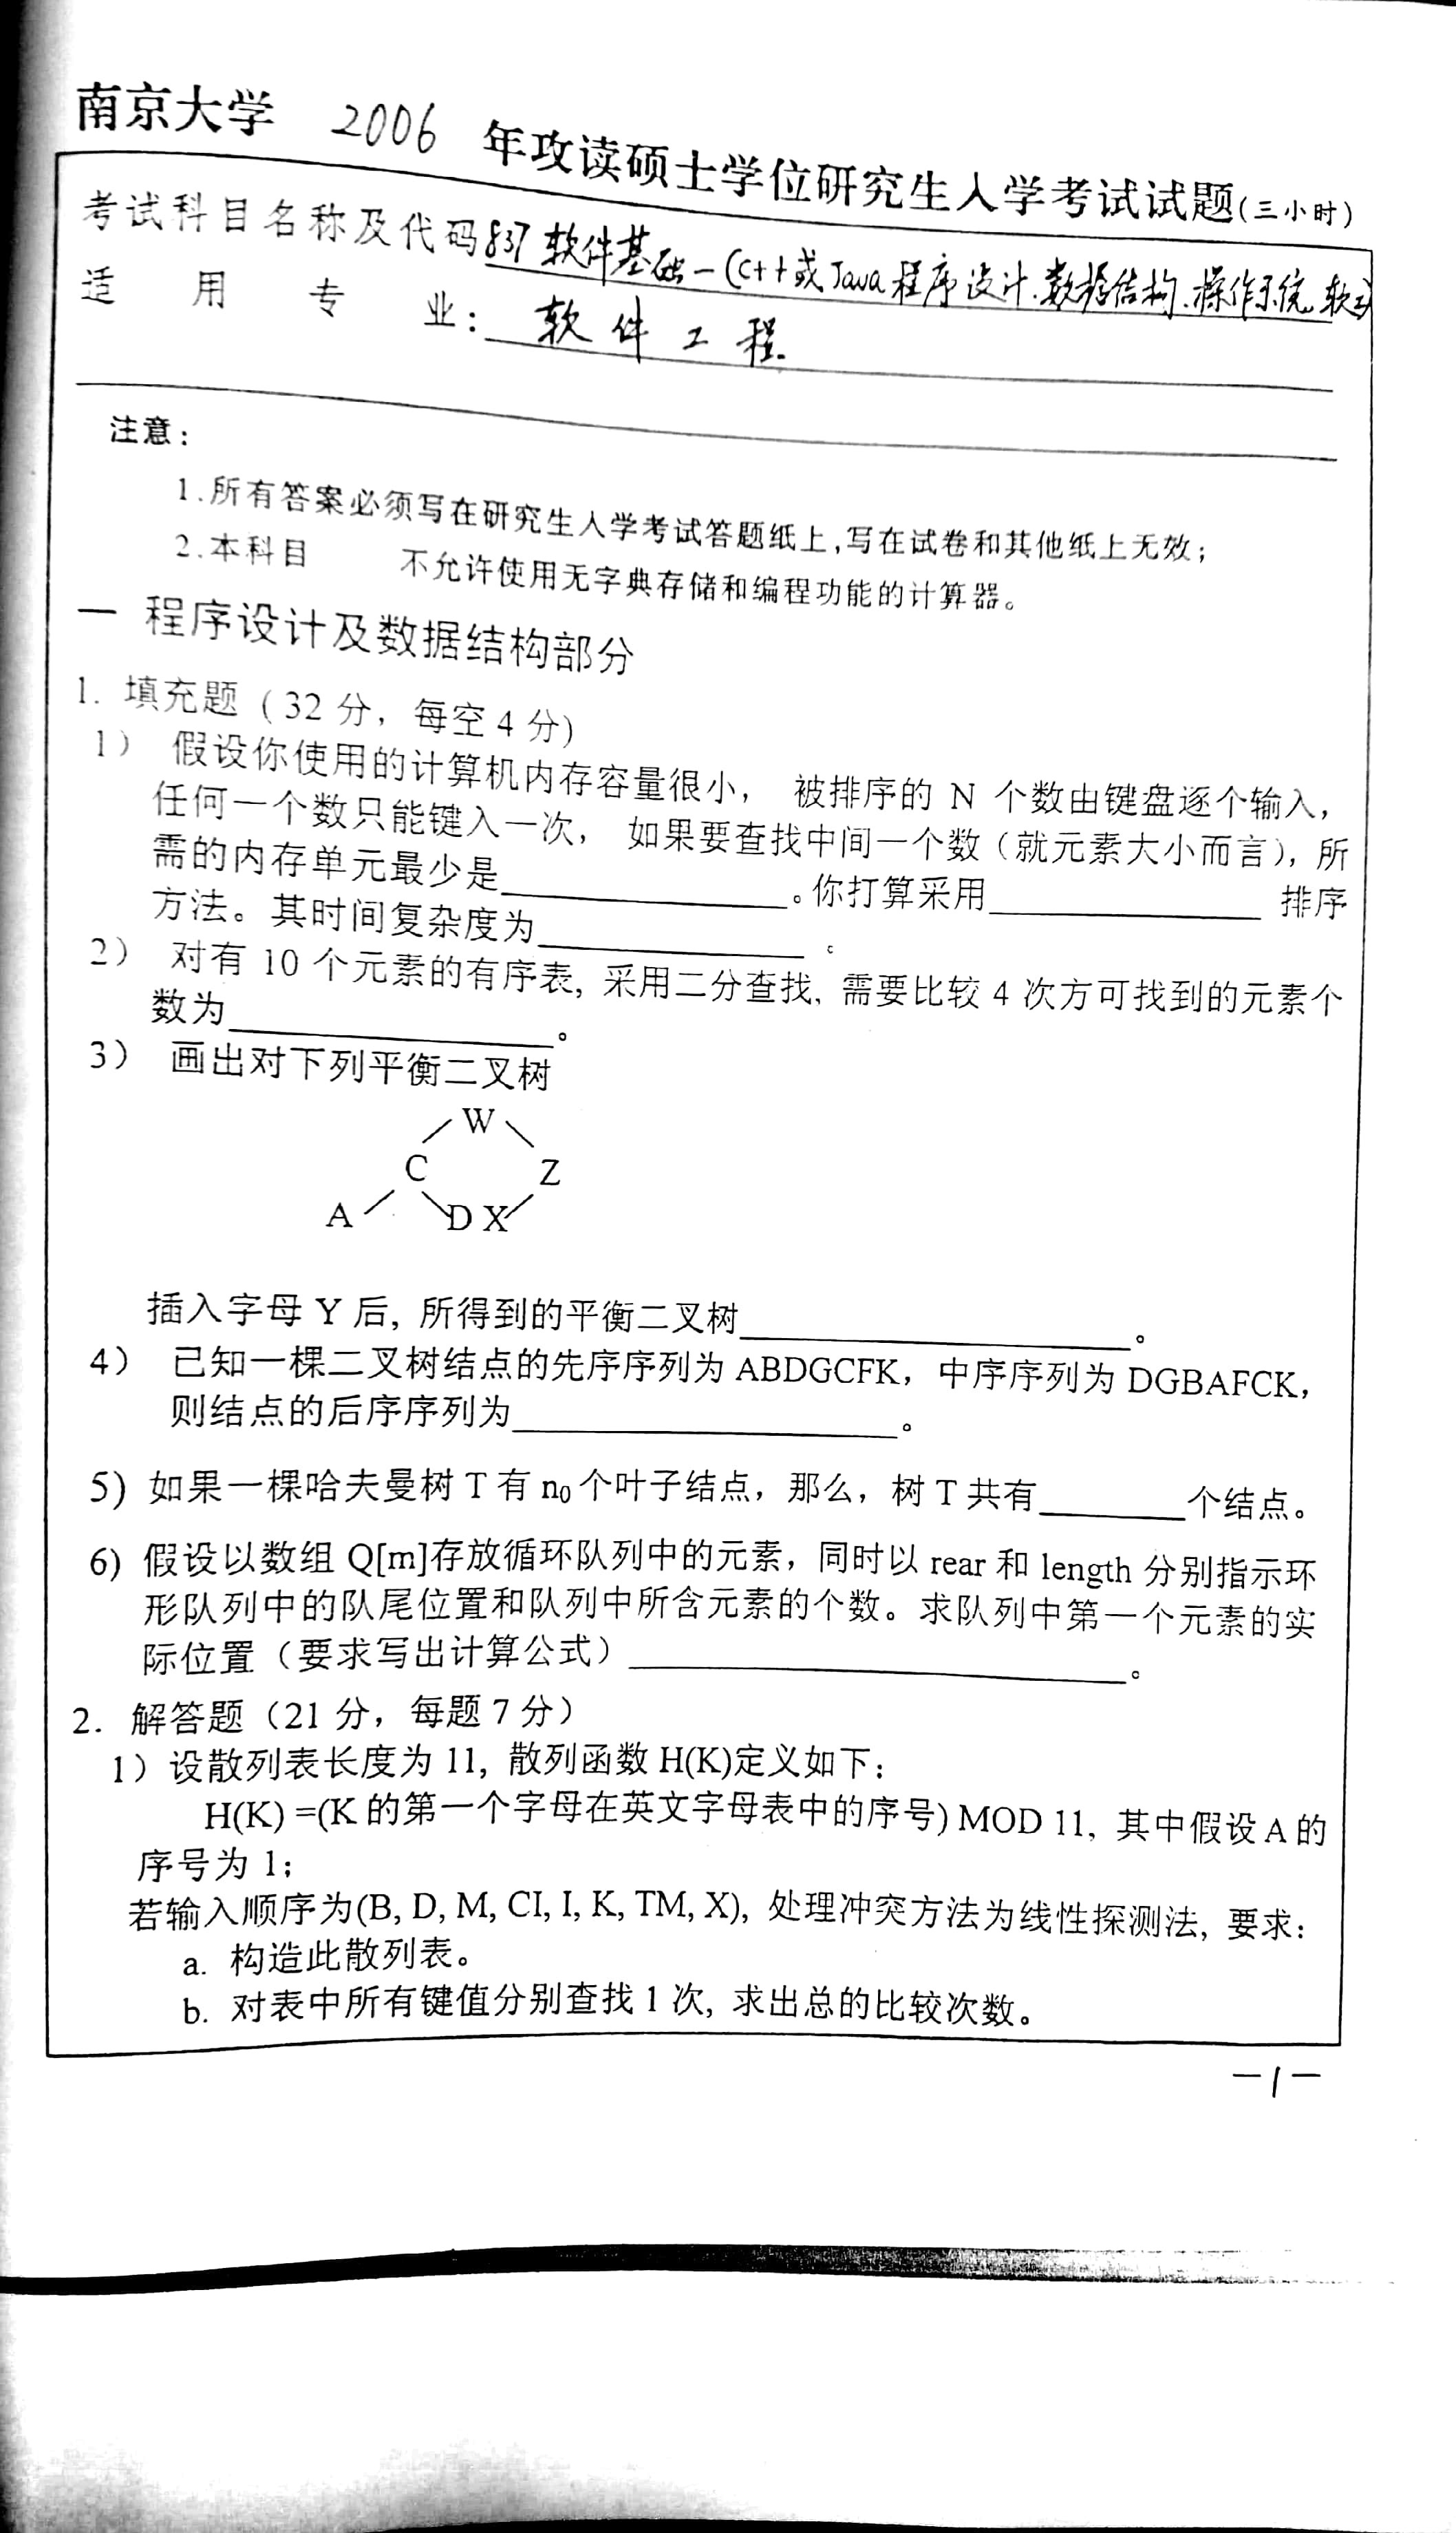 南京大学 2006 年攻读硕士学位研究生入学考试试题(三小时)
考试科目名称及代码 837 软件基础一(C++或Java程序设计、数据结构、操作系统、软工)
适用专业: 软件工程
注意:
1.所有答案必须写在研究生入学考试答题纸上,写在试卷和其他纸上无效;
2.本科目 不允许使用无字典存储和编程功能的计算器。
一 程序设计及数据结构部分
1. 填充题 ( 32 分, 每空 4 分)
1) 假设你使用的计算机内存容量很小, 被排序的 N 个数由键盘逐个输入,
任何一个数只能键入一次, 如果要查找中间一个数(就元素大小而言), 所
需的内存单元最少是____________。你打算采用____________ 排序
方法。其时间复杂度为____________。
2) 对有 10 个元素的有序表, 采用二分查找, 需要比较 4 次方可找到的元素个
数为____________。
3) 画出对下列平衡二叉树
W
C Z
A D X
插入字母 Y 后, 所得到的平衡二叉树____________。
4) 已知一棵二叉树结点的先序序列为 ABDGCFK, 中序序列为 DGBAFCK,
则结点的后序序列为____________。
5) 如果一棵哈夫曼树 T 有 n₀ 个叶子结点, 那么, 树 T 共有______个结点。
6) 假设以数组 Q[m]存放循环队列中的元素, 同时以 rear 和 length 分别指示环
形队列中的队尾位置和队列中所含元素的个数。求队列中第一个元素的实
际位置(要求写出计算公式)____________。
2. 解答题(21 分, 每题 7 分)
1) 设散列表长度为 11, 散列函数 H(K)定义如下:
H(K) =(K 的第一个字母在英文字母表中的序号) MOD 11, 其中假设 A 的
序号为 1;
若输入顺序为(B, D, M, CI, I, K, TM, X), 处理冲突方法为线性探测法, 要求:
a. 构造此散列表。
b. 对表中所有键值分别查找 1 次, 求出总的比较次数。
—1—